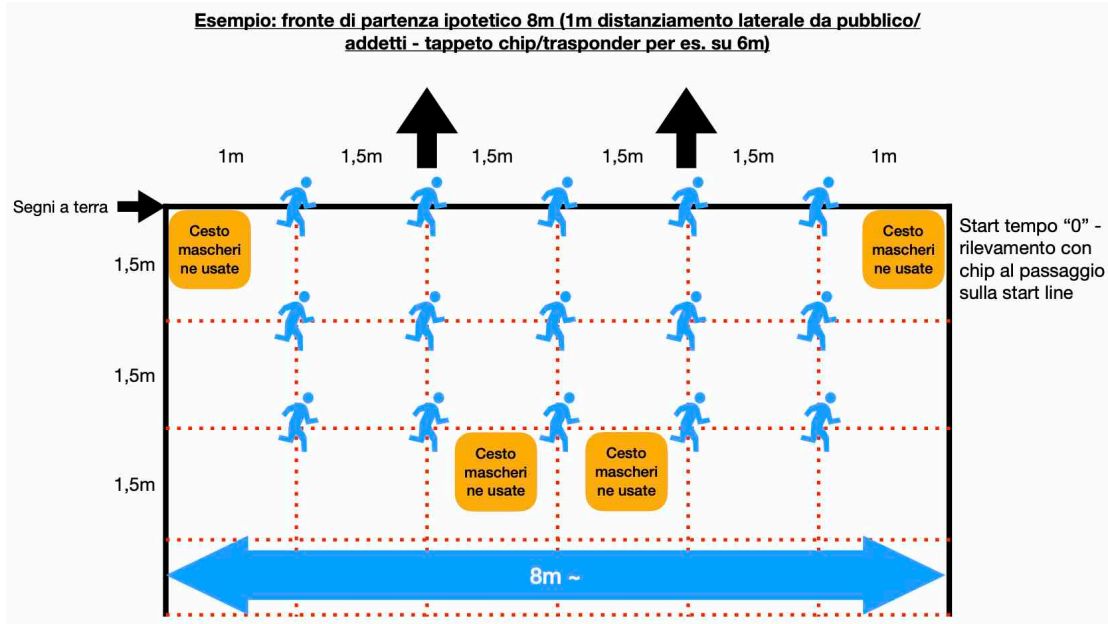 Esempio: fronte di partenza ipotetico 8m (1m distanziamento laterale da pubblico/
addetti - tappeto chip/trasponder per es. su 6m)
1m
1,5m
1,5m
1,5m
1,5m
1m
Segni a terra
Cesto
mascheri
ne usate
Cesto
mascheri
ne usate
Start tempo “0” -
rilevamento con
chip al passaggio
sulla start line
1,5m
1,5m
Cesto
mascheri
ne usate
Cesto
mascheri
ne usate
1,5m
8m ~